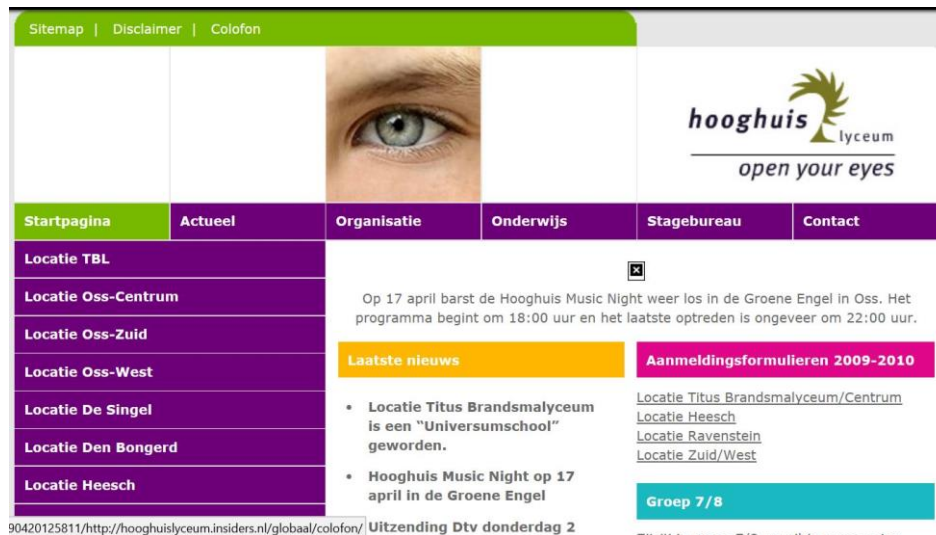 Sitemap | Disclaimer | Colofon
hooghuis
lyceum
open your eyes
Startpagina Actueel Organisatie Onderwijs Stagebureau Contact
Locatie TBL
Locatie Oss-Centrum
Locatie Oss-Zuid
Locatie Oss-West
Locatie De Singel
Locatie Den Bongerd
Locatie Heesch
Op 17 april barst de Hooghuis Music Night weer los in de Groene Engel in Oss. Het
programma begint om 18:00 uur en het laatste optreden is ongeveer om 22:00 uur.
Laatste nieuws
• Locatie Titus Brandsmalyceum
is een “Universumschool”
geworden.
• Hooghuis Music Night op 17
april in de Groene Engel
Uitzending Dtv donderdag 2
Aanmeldingsformulieren 2009-2010
Locatie Titus Brandsmalyceum/Centrum
Locatie Heesch
Locatie Ravenstein
Locatie Zuid/West
Groep 7/8
90420125811/http://hooghuislyceum.insiders.nl/globaal/colofon/